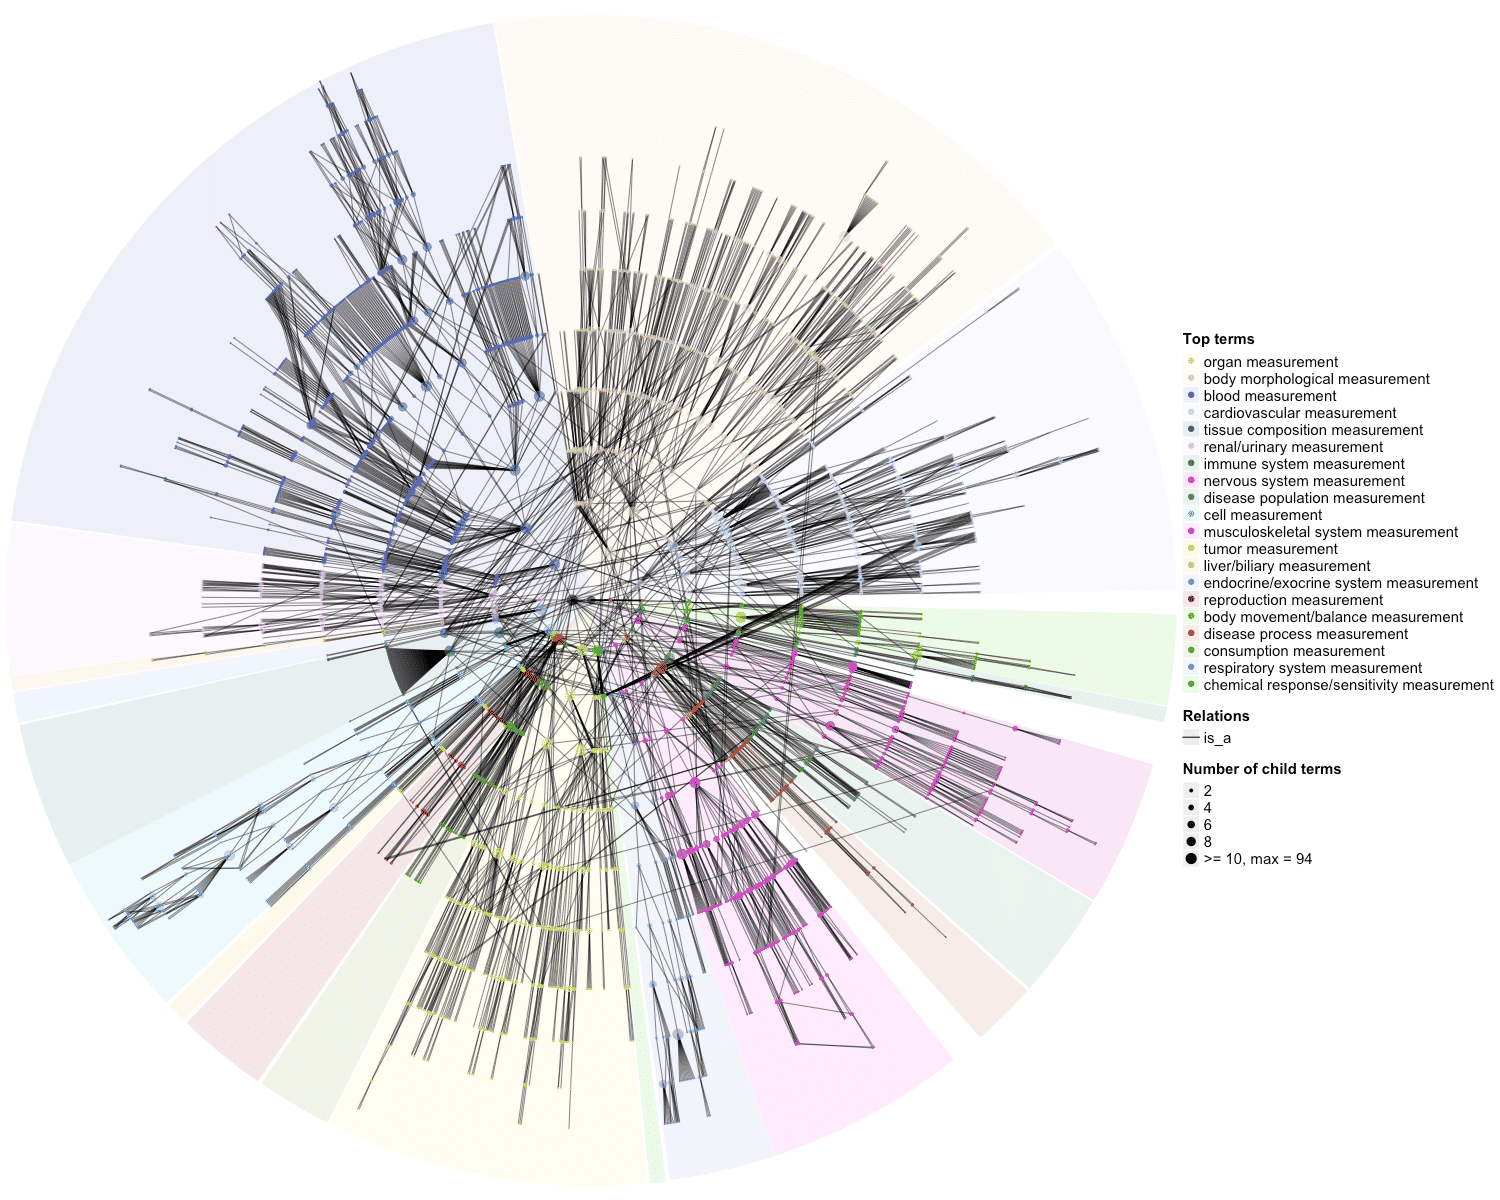 Top terms
organ measurement
body morphological measurement
blood measurement
cardiovascular measurement
tissue composition measurement
renal/urinary measurement
immune system measurement
nervous system measurement
disease population measurement
cell measurement
musculoskeletal system measurement
tumor measurement
liver/biliary measurement
endocrine/exocrine system measurement
reproduction measurement
body movement/balance measurement
disease process measurement
consumption measurement
respiratory system measurement
chemical response/sensitivity measurement
Relations
is_a
Number of child terms
2
4
6
8
>= 10, max = 94